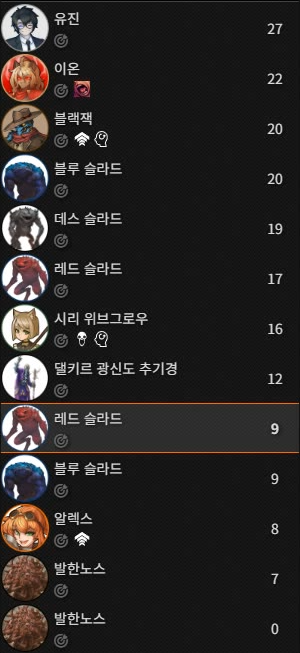 유진
27
이온
22
블랙잭
20
블루 슬라드
20
데스 슬라드
19
레드 슬라드
17
시리 위브그로우
16
댈키르 광신도 추기경
12
레드 슬라드
9
블루 슬라드
9
알렉스
8
발한노스
7
발한노스
0